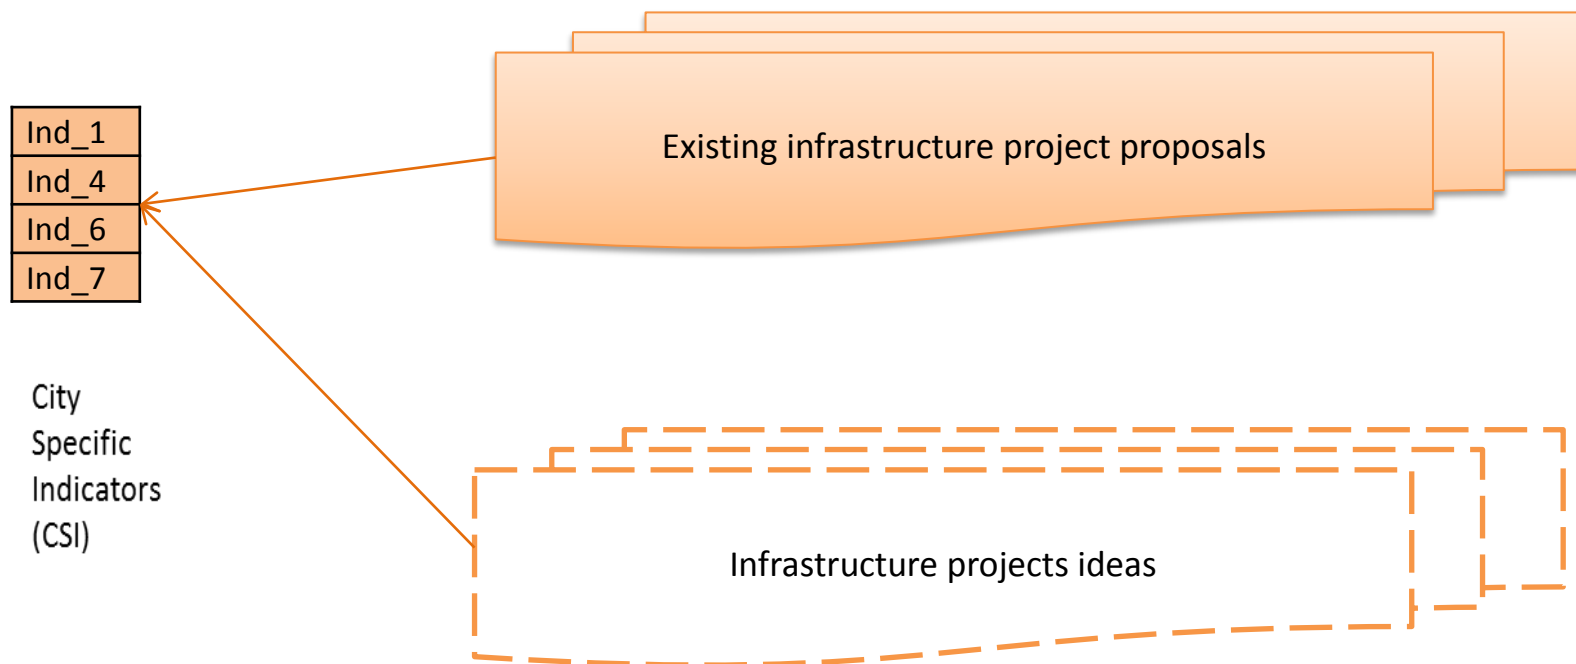 Ind_1
Ind_4
Ind_6
Ind_7
City
Specific
Indicators
(CSI)
Existing infrastructure project proposals
Infrastructure projects ideas